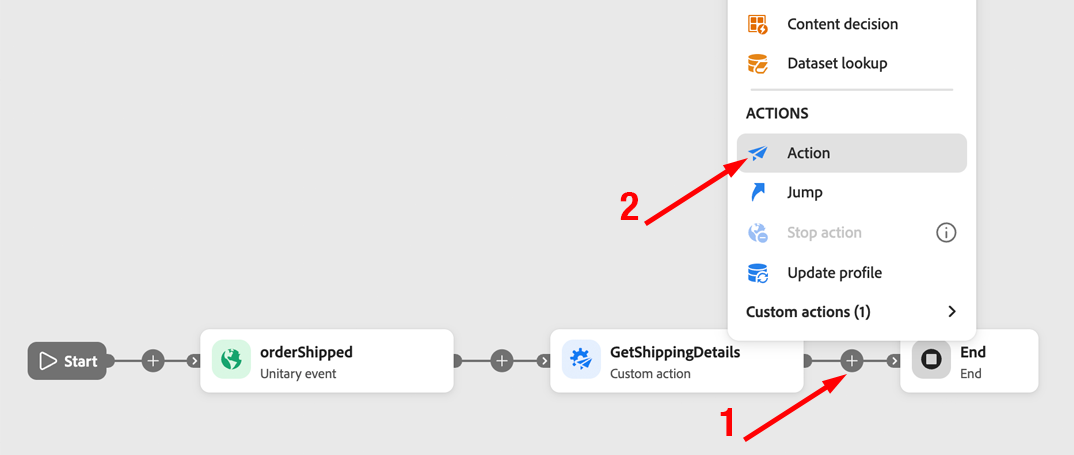 Content decision
Dataset lookup
ACTIONS
Action
2
Jump
Stop action
Update profile
Custom actions (1)
Start
orderShipped
Unitary event
GetShippingDetails
Custom action
End
End
1